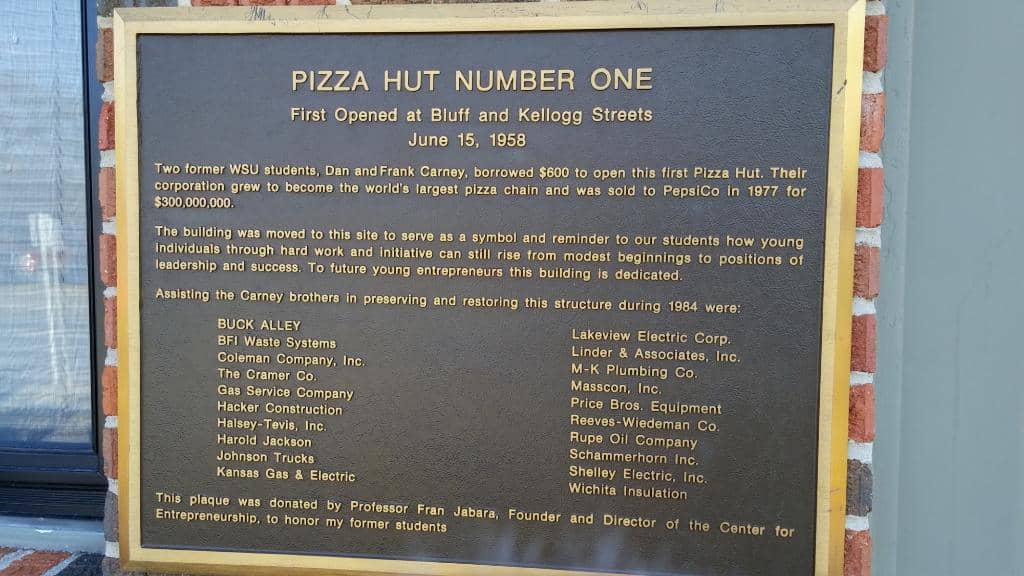 PIZZA HUT NUMBER ONE
First Opened at Bluff and Kellogg Streets
June 15, 1958
Two former WSU students, Dan and Frank Carney, borrowed $600 to open this first Pizza Hut. Their
corporation grew to become the world's largest pizza chain and was sold to PepsiCo in 1977 for
$300,000,000.
The building was moved to this site to serve as a symbol and reminder to our students how young
individuals through hard work and initiative can still rise from modest beginnings to positions of
leadership and success. To future young entrepreneurs this building is dedicated.
Assisting the Carney brothers in preserving and restoring this structure during 1984 were:
BUCK ALLEY
BFI Waste Systems
Coleman Company, Inc.
The Cramer Co.
Gas Service Company
Hacker Construction
Halsey-Tevis, Inc.
Harold Jackson
Johnson Trucks
Kansas Gas & Electric
Lakeview Electric Corp.
Linder & Associates, Inc.
M-K Plumbing Co.
Masscon, Inc.
Price Bros. Equipment
Reeves-Wiedeman Co.
Rupe Oil Company
Schammerhorn Inc.
Shelley Electric, Inc.
Wichita Insulation
This plaque was donated by Professor Fran Jabara, Founder and Director of the Center for
Entrepreneurship, to honor my former students